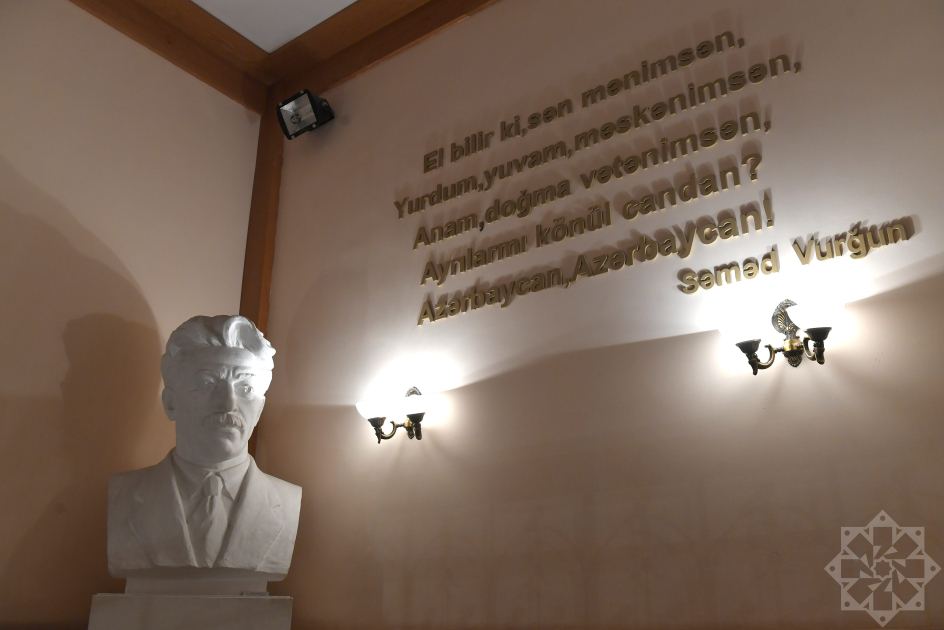 El bilir ki,sən mənimsən,
Yurdum,yuvam,məskənimsən,
Anam,doğma vətənimsən,
Ayrılarmı könül candan?
Azərbaycan,Azərbaycan!
Səməd Vurğun